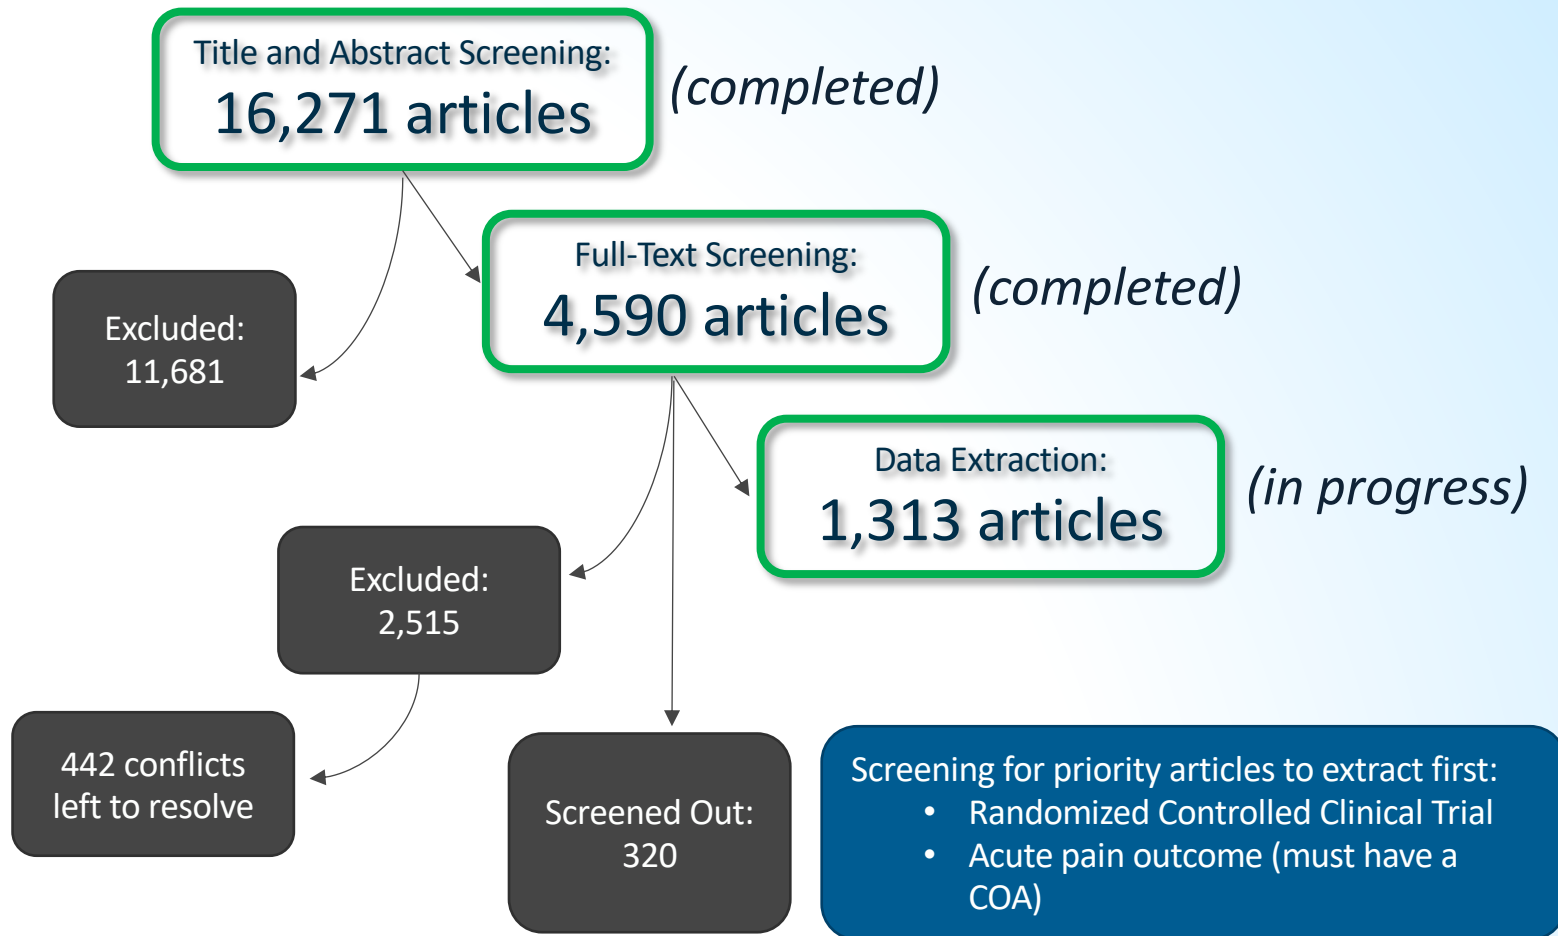 Title and Abstract Screening:
16,271 articles
(completed)
Full-Text Screening:
4,590 articles
(completed)
Excluded:
11,681
Data Extraction:
1,313 articles
(in progress)
Excluded:
2,515
442 conflicts
left to resolve
Screened Out:
320
Screening for priority articles to extract first:
• Randomized Controlled Clinical Trial
• Acute pain outcome (must have a
COA)